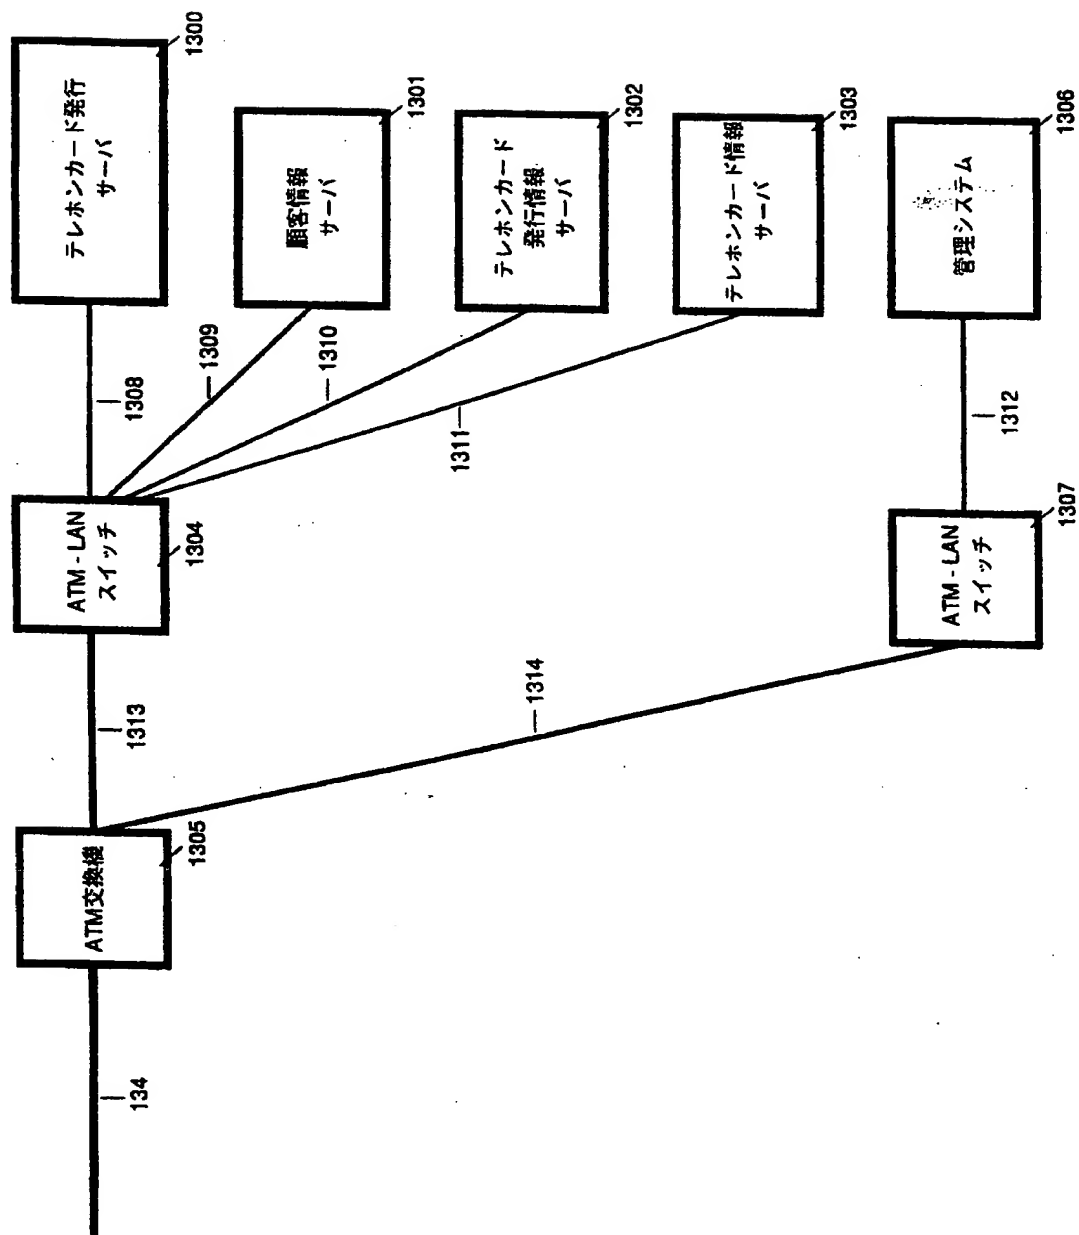 テレホンカード発行
サーバ
1300
顧客情報
サーバ
1301
テレホンカード
発行情報
サーバ
1302
テレホンカード情報
サーバ
1303
管理システム
1306
1308
1309
1310
1311
1312
ATM-LAN
スイッチ
1304
ATM-LAN
スイッチ
1307
1313
1314
ATM交換機
1305
134